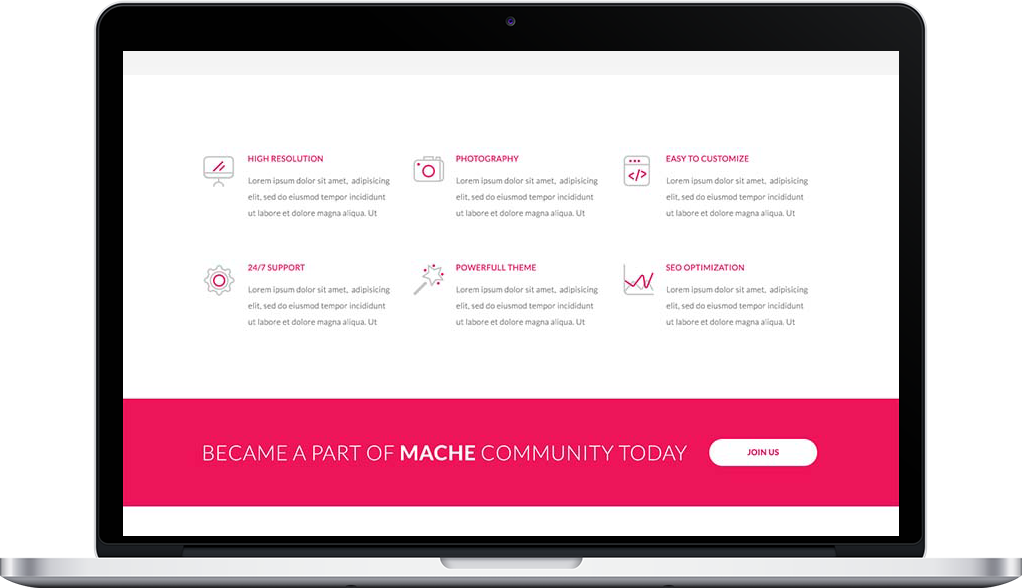 HIGH RESOLUTION
Lorem ipsum dolor sit amet, adipisicing
elit, sed do eiusmod tempor incididunt
ut labore et dolore magna aliqua. Ut
PHOTOGRAPHY
Lorem ipsum dolor sit amet, adipisicing
elit, sed do eiusmod tempor incididunt
ut labore et dolore magna aliqua. Ut
EASY TO CUSTOMIZE
Lorem ipsum dolor sit amet, adipisicing
elit, sed do eiusmod tempor incididunt
ut labore et dolore magna aliqua. Ut
24/7 SUPPORT
Lorem ipsum dolor sit amet, adipisicing
elit, sed do eiusmod tempor incididunt
ut labore et dolore magna aliqua. Ut
POWERFULL THEME
Lorem ipsum dolor sit amet, adipisicing
elit, sed do eiusmod tempor incididunt
ut labore et dolore magna aliqua. Ut
SEO OPTIMIZATION
Lorem ipsum dolor sit amet, adipisicing
elit, sed do eiusmod tempor incididunt
ut labore et dolore magna aliqua. Ut
BECAME A PART OF MACHE COMMUNITY TODAY
JOIN US